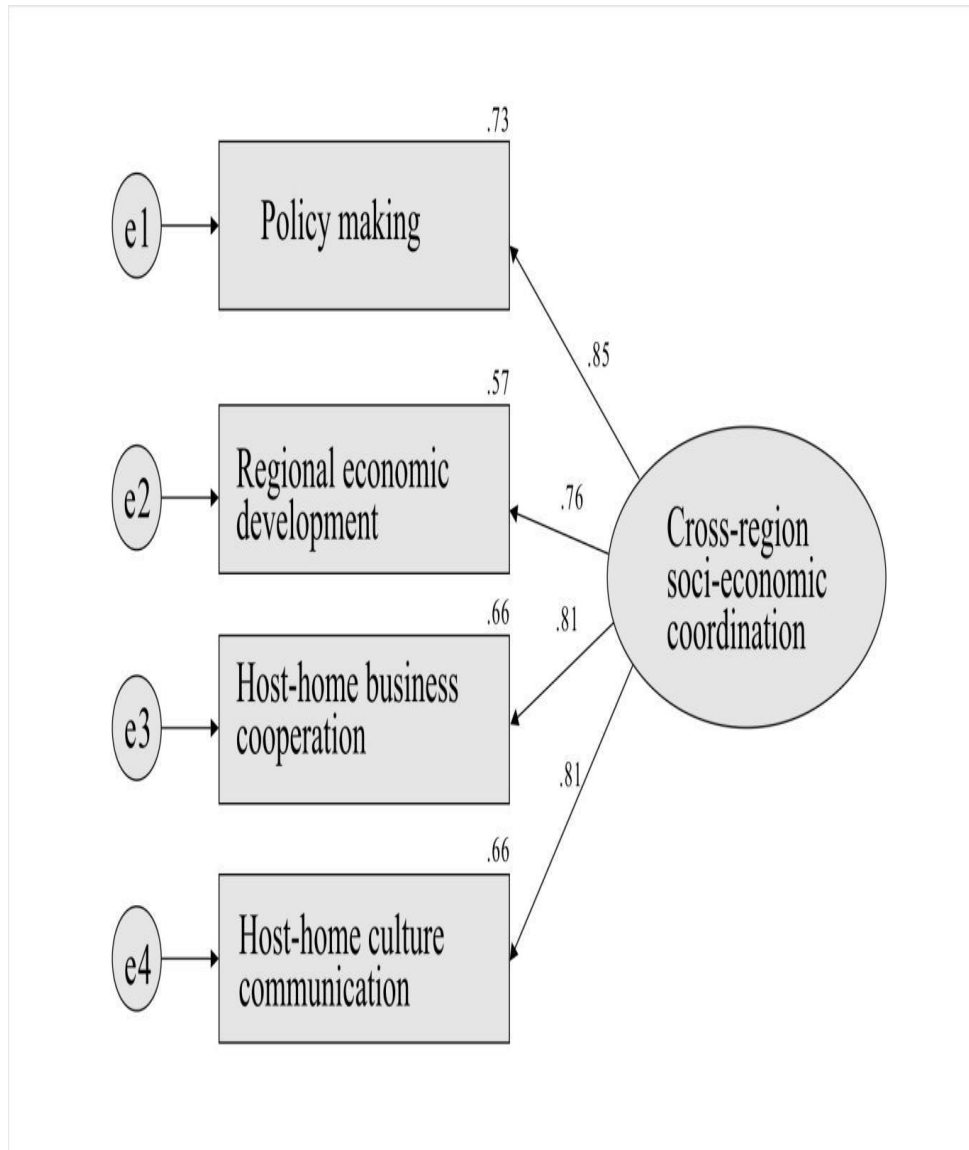 .73
e1
Policy making
.85
.57
e2
Regional economic
development
.76
Cross-region
soci-economic
coordination
.66
.81
e3
Host-home business
cooperation
.81
.66
e4
Host-home culture
communication